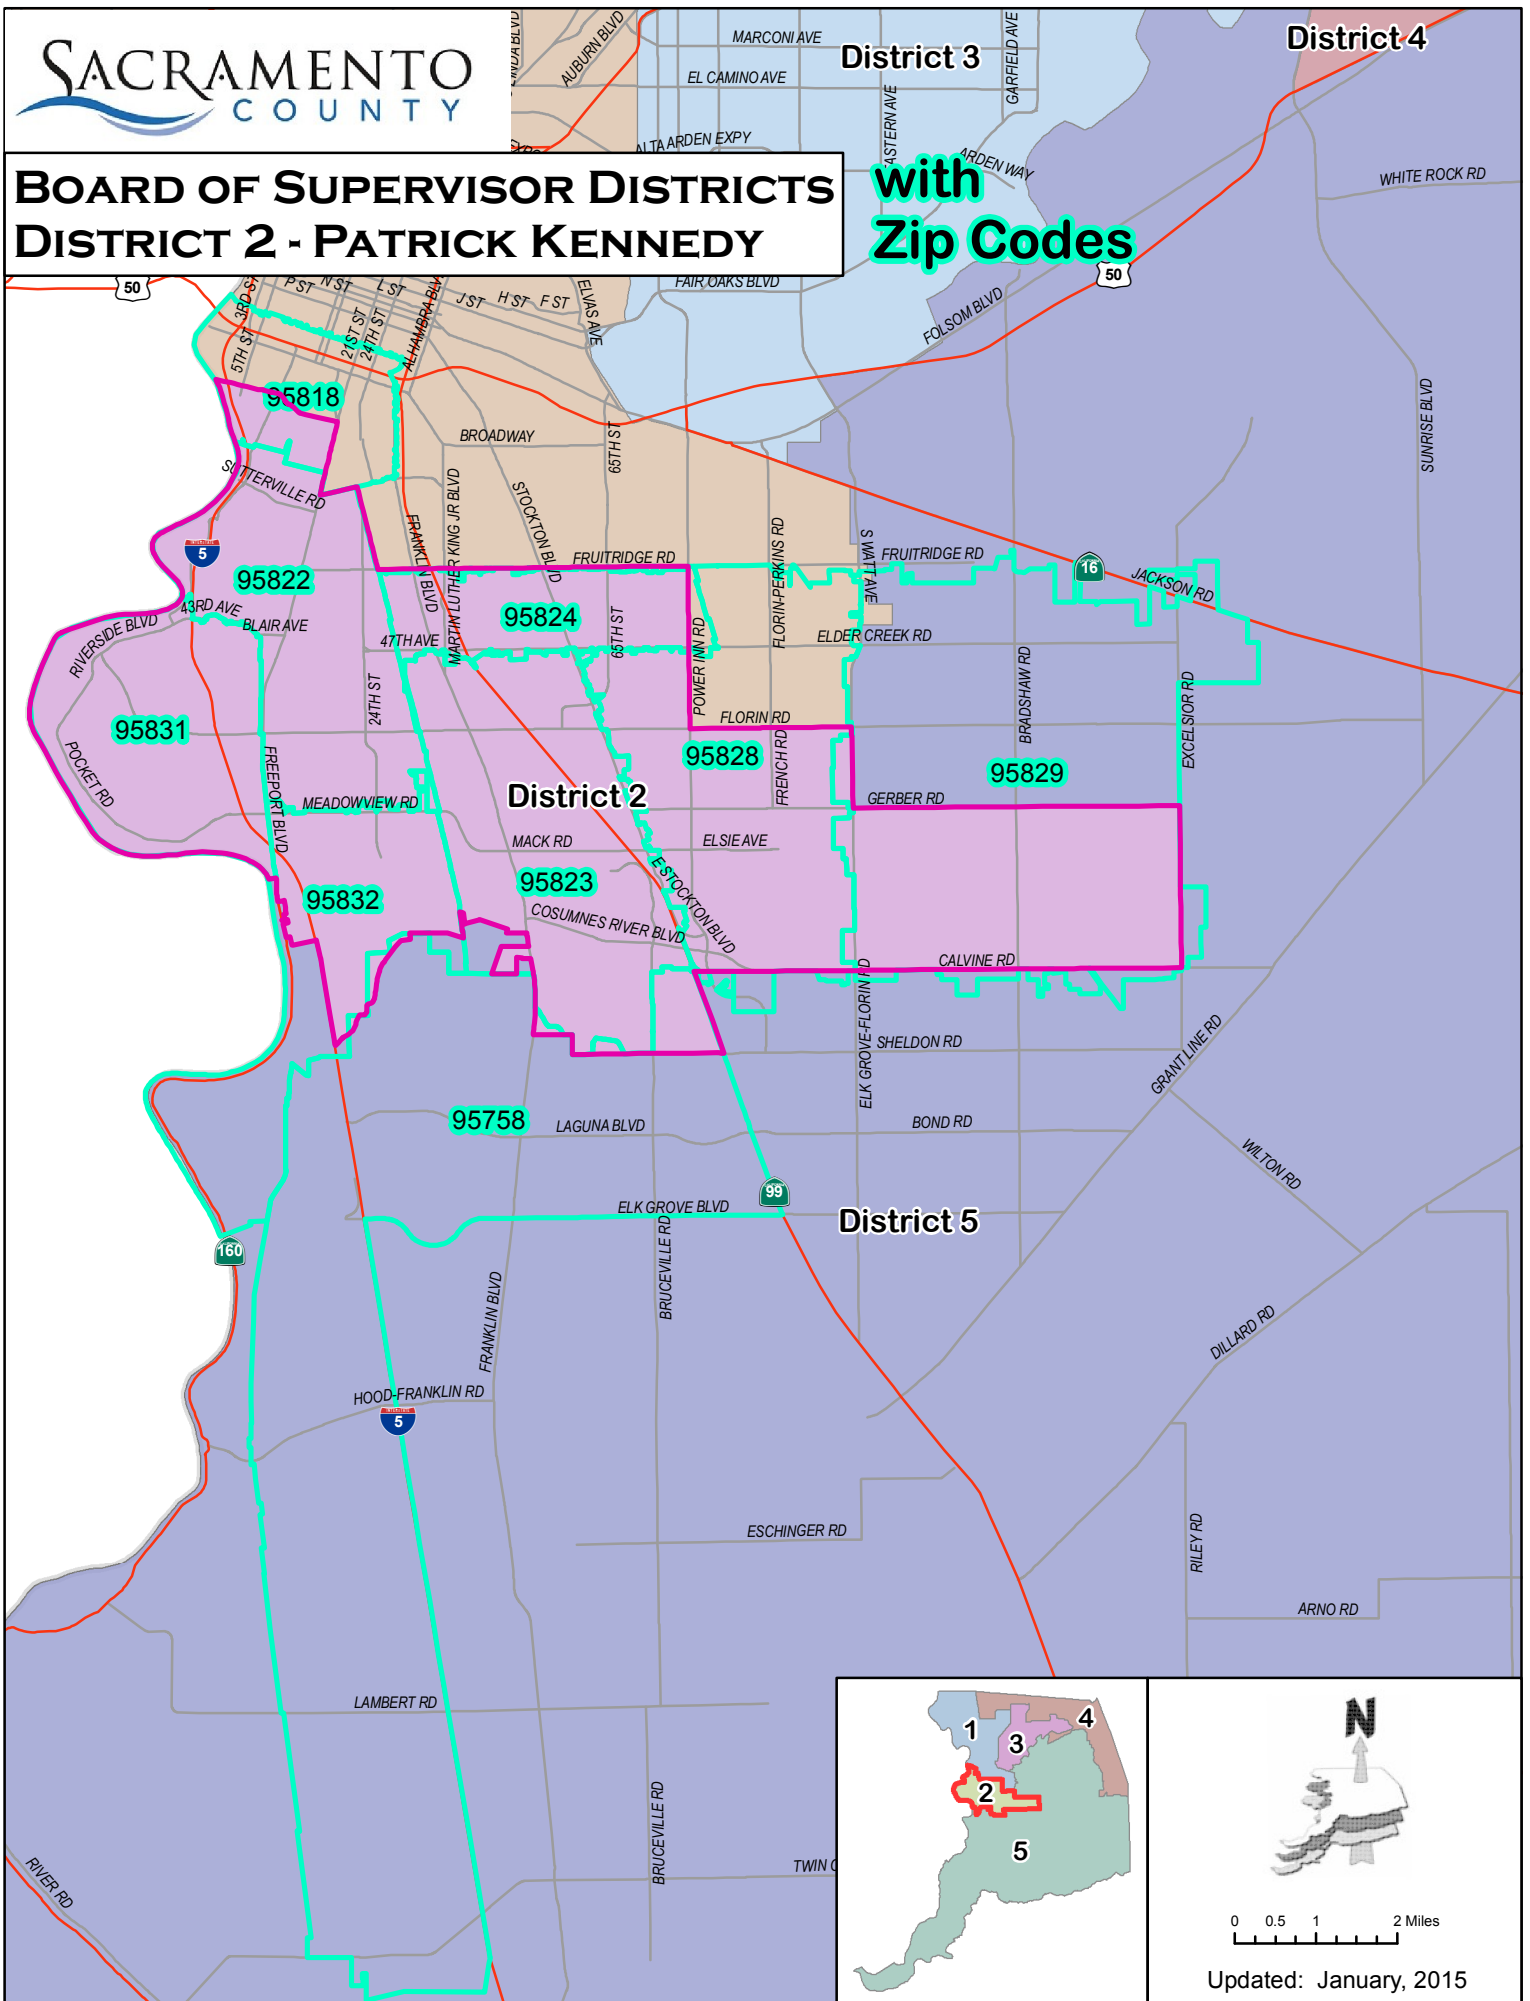 SACRAMENTO
COUNTY
BOARD OF SUPERVISOR DISTRICTS
DISTRICT 2 - PATRICK KENNEDY
with
Zip Codes
District 3
District 4
AUBURN BLVD
MARCONI AVE
EL CAMINO AVE
GARFIELD AVE
ALTA ARDEN EXPY
ARDEN WAY
WHITE ROCK RD
50
50
FAIR OAKS BLVD
FOLSOM BLVD
SUNRISE BLVD
3RD ST
P ST
N ST
L ST
J ST
H ST
F ST
5TH ST
21ST ST
24TH ST
ELVAS AVE
95818
BROADWAY
65TH ST
SUTTERVILLE RD
FRANKLIN BLVD
MARTIN LUTHER KING JR BLVD
STOCKTON BLVD
FLORIN-PERKINS RD
S WATT AVE
INTERSTATE
5
FRUITRIDGE RD
FRUITRIDGE RD
16
JACKSON RD
95822
95824
43RD AVE
BLAIR AVE
RIVERSIDE BLVD
47TH AVE
65TH ST
POWER INN RD
ELDER CREEK RD
BRADSHAW RD
EXCELSIOR RD
95831
24TH ST
FLORIN RD
POCKET RD
FREEPORT BLVD
95828
FRENCH RD
95829
District 2
MEADOWVIEW RD
GERBER RD
MACK RD
ELSIE AVE
95832
95823
E STOCKTON BLVD
COSUMNES RIVER BLVD
CALVINE RD
ELK GROVE-FLORIN RD
SHELDON RD
GRANT LINE RD
95758
LAGUNA BLVD
BOND RD
WILTON RD
99
ELK GROVE BLVD
District 5
160
BRUCEVILLE RD
FRANKLIN BLVD
DILLARD RD
HOOD-FRANKLIN RD
INTERSTATE
5
ESCHINGER RD
RILEY RD
ARNO RD
LAMBERT RD
BRUCEVILLE RD
RIVER RD
1
2
3
4
5
N
0 0.5 1 2 Miles
Updated: January, 2015